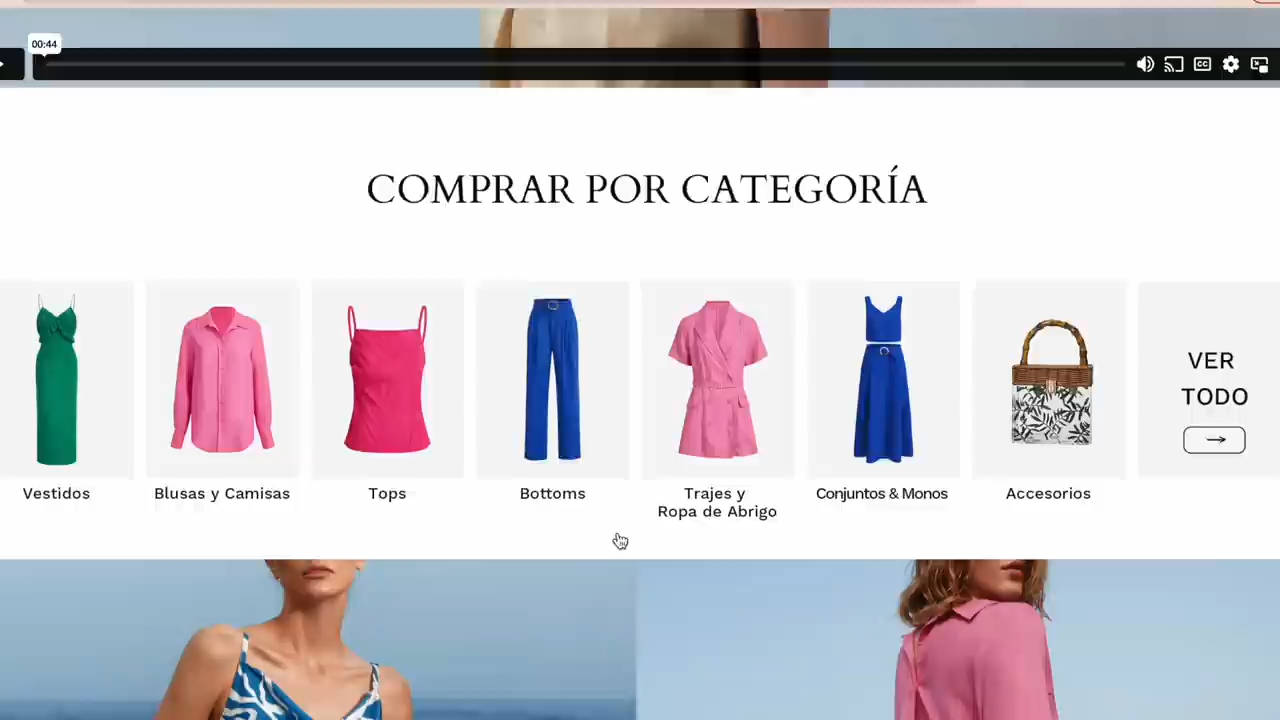 00:44
CC
COMPRAR POR CATEGORÍA
VER
TODO
Vestidos
Blusas y Camisas
Tops
Bottoms
Trajes y
Ropa de Abrigo
Conjuntos & Monos
Accesorios